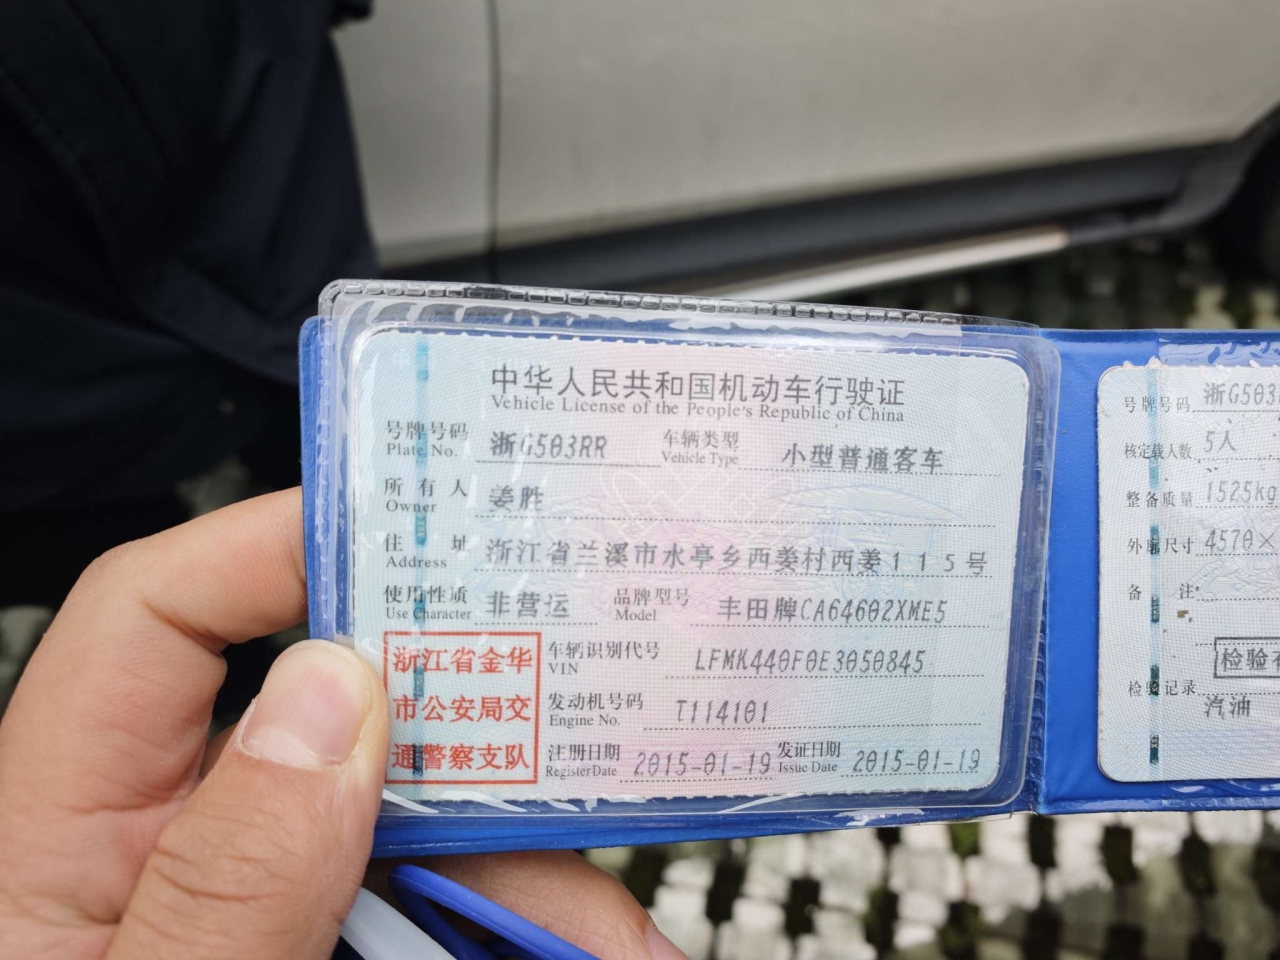 中华人民共和国机动车行驶证
Vehicle License of the People's Republic of China
号牌号码 浙G503RR 车辆类型 小型普通客车
Plate No. Vehicle Type
所有人 姜胜
Owner
住址 浙江省兰溪市水亭乡西姜村西姜115号
Address
使用性质 非营运 品牌型号 丰田牌CA64602XME5
Use Character Model
浙江省金华
市公安局交
通警察支队
车辆识别代号 LFMK440F0E3050845
VIN
发动机号码 T114101
Engine No.
注册日期 2015-01-19 发证日期 2015-01-19
Register Date Issue Date
号牌号码 浙G503
核定载人数 5人
整备质量 1525kg
外廓尺寸 4570×
备注
检验
检验记录
汽油